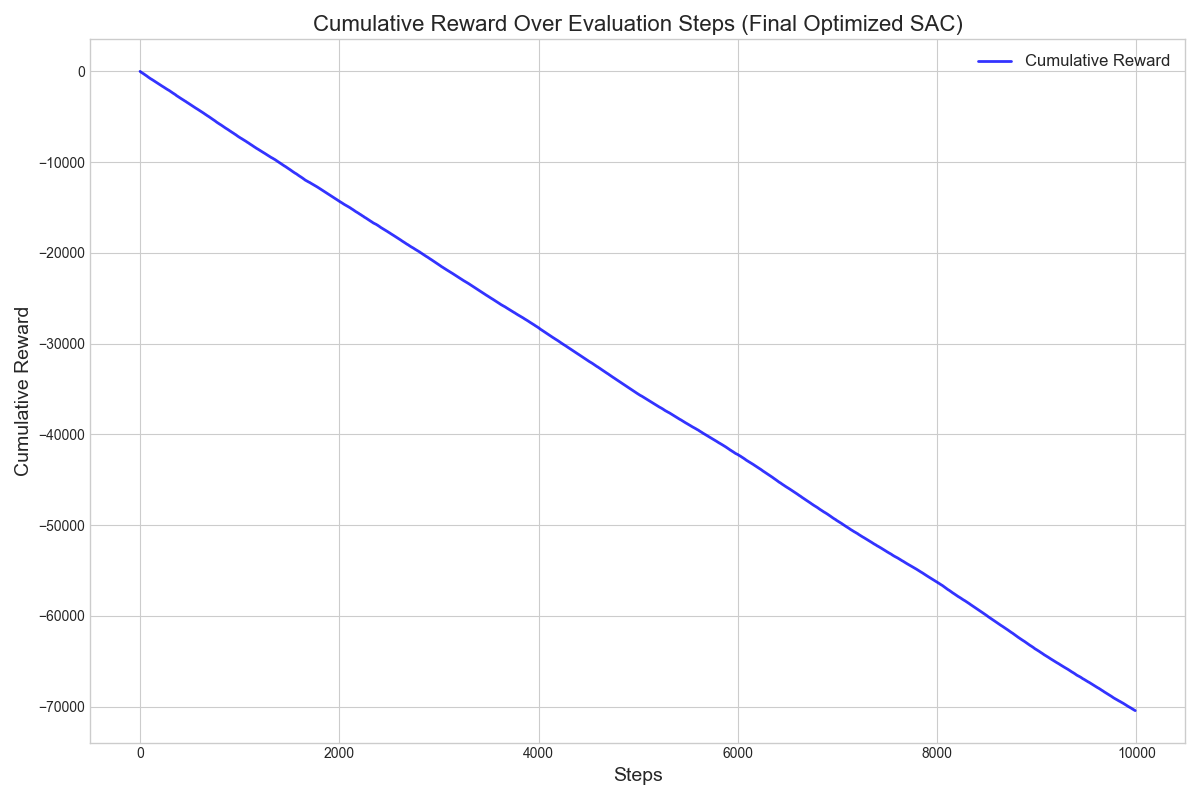 Cumulative Reward Over Evaluation Steps (Final Optimized SAC)
Cumulative Reward
0
−10000
−20000
−30000
−40000
−50000
−60000
−70000
Cumulative Reward
0 2000 4000 6000 8000 10000
Steps